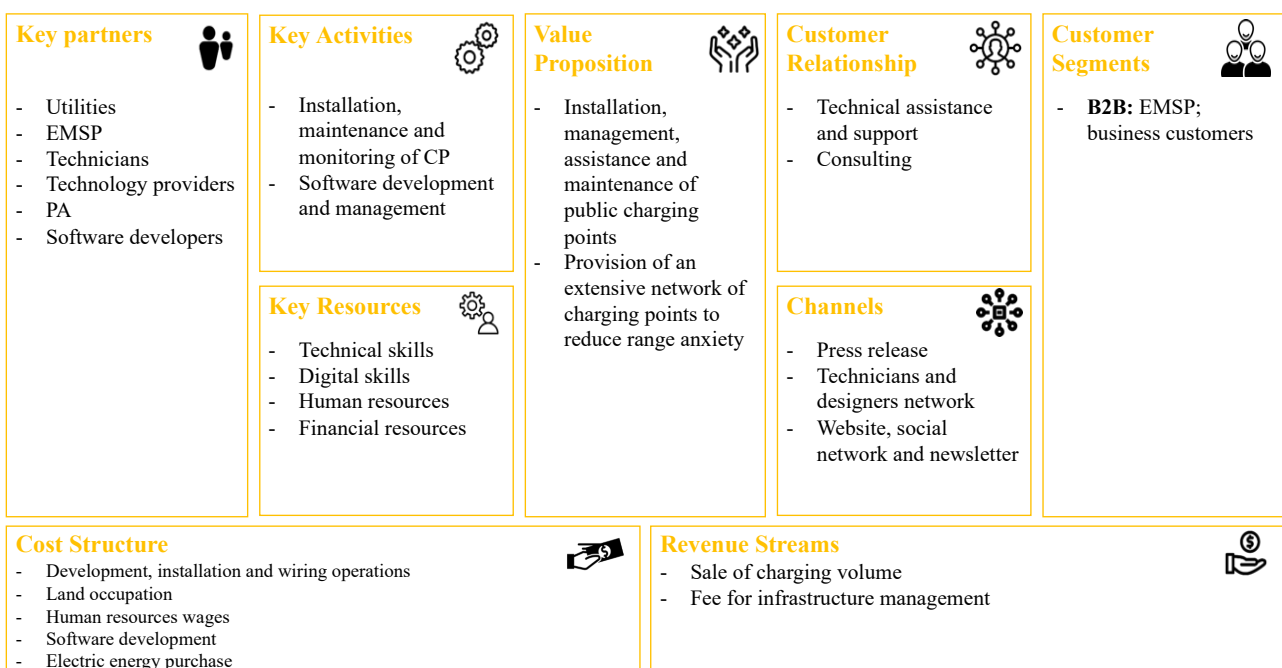 Key partners
- Utilities
- EMSP
- Technicians
- Technology providers
- PA
- Software developers
Key Activities
- Installation,
maintenance and
monitoring of CP
- Software development
and management
Key Resources
- Technical skills
- Digital skills
- Human resources
- Financial resources
Value
Proposition
- Installation,
management,
assistance and
maintenance of
public charging
points
- Provision of an
extensive network of
charging points to
reduce range anxiety
Customer
Relationship
- Technical assistance
and support
- Consulting
Channels
- Press release
- Technicians and
designers network
- Website, social
network and newsletter
Customer
Segments
- B2B: EMSP;
business customers
Cost Structure
- Development, installation and wiring operations
- Land occupation
- Human resources wages
- Software development
- Electric energy purchase
Revenue Streams
- Sale of charging volume
- Fee for infrastructure management